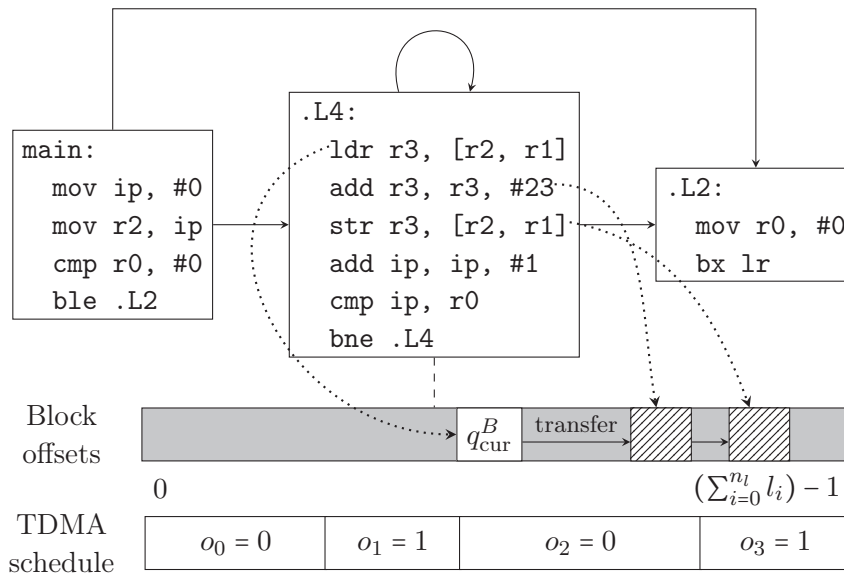 main:
mov ip, #0
mov r2, ip
cmp r0, #0
ble .L2
.L4:
ldr r3, [r2, r1]
add r3, r3, #23
str r3, [r2, r1]
add ip, ip, #1
cmp ip, r0
bne .L4
.L2:
mov r0, #0
bx lr
Block
offsets
q^B_cur
transfer
0
(∑_{i=0}^{n_l} l_i) − 1
TDMA
schedule
o_0 = 0
o_1 = 1
o_2 = 0
o_3 = 1